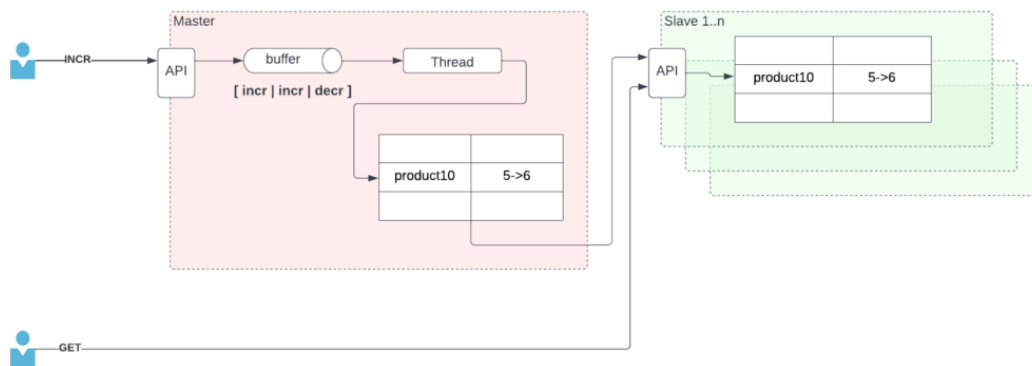 Master
INCR
API
buffer
Thread
[ incr | incr | decr ]
product10 5->6
Slave 1..n
API
product10 5->6
GET